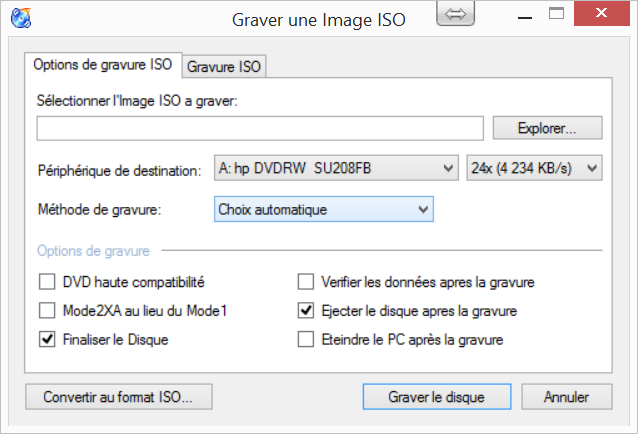 Graver une Image ISO
Options de gravure ISO
Gravure ISO
Sélectionner l'Image ISO a graver:
Explorer...
Périphérique de destination:
A: hp DVDRW SU208FB
24x (4 234 KB/s)
Méthode de gravure:
Choix automatique
Options de gravure
DVD haute compatibilité
Verifier les données apres la gravure
Mode2XA au lieu du Mode1
Ejecter le disque apres la gravure
Finaliser le Disque
Eteindre le PC après la gravure
Convertir au format ISO...
Graver le disque
Annuler